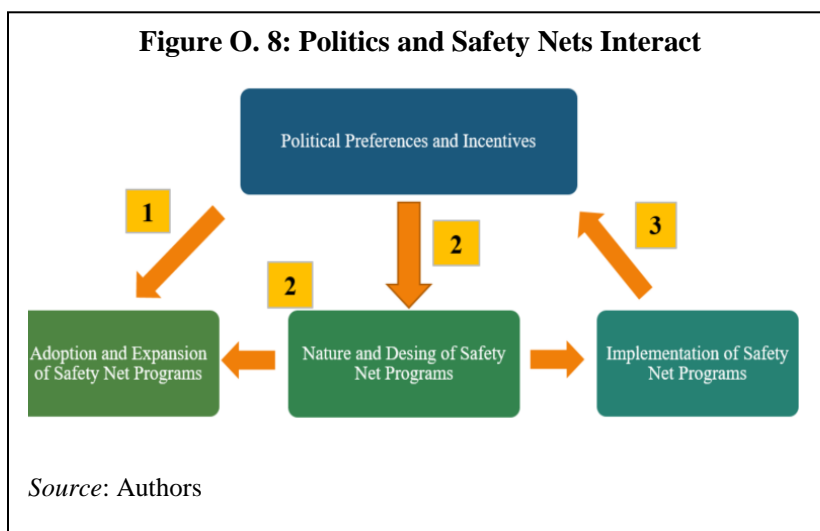 Figure O. 8: Politics and Safety Nets Interact
Political Preferences and Incentives
1
2
3
2
Adoption and Expansion
of Safety Net Programs
Nature and Desing of Safety
Net Programs
Implementation of Safety
Net Programs
Source: Authors